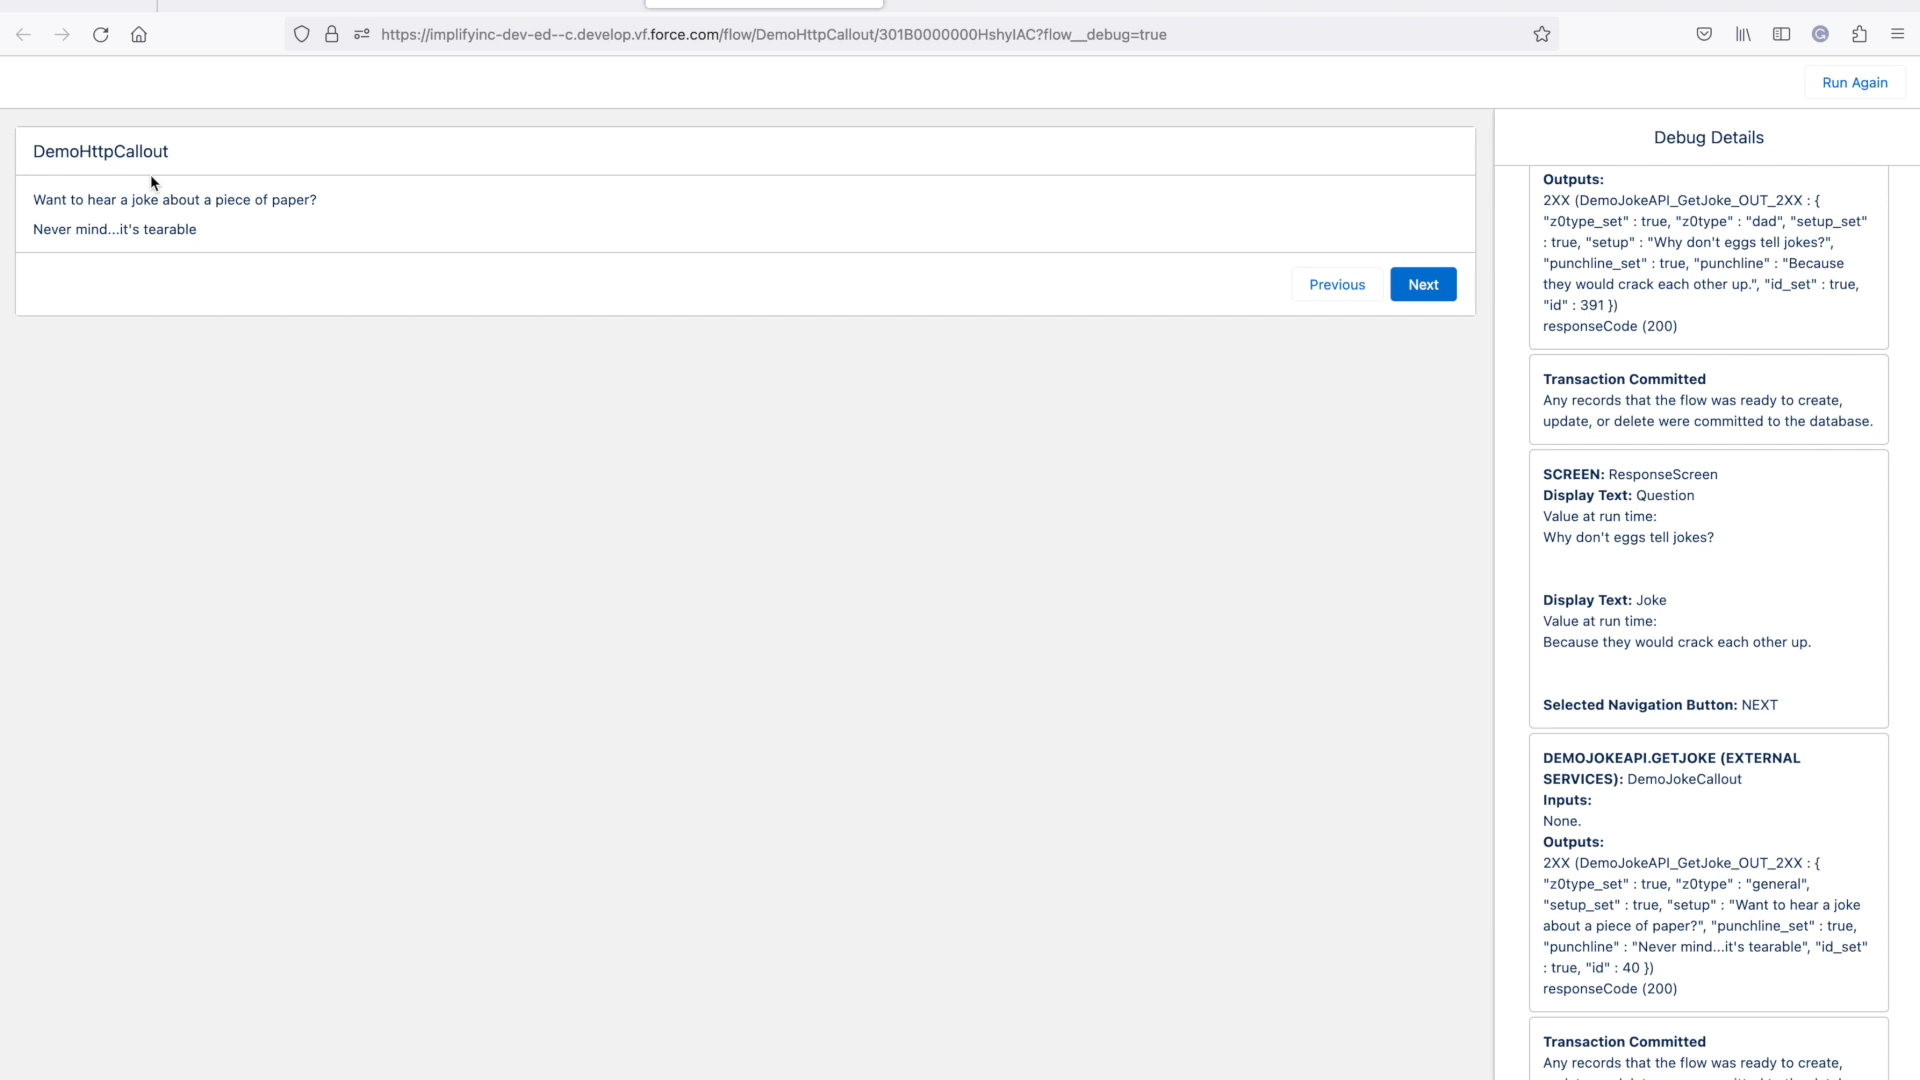 https://implifyinc-dev-ed--c.develop.vf.force.com/flow/DemoHttpCallout/301B0000000HshyIAC?flow__debug=true
Run Again
DemoHttpCallout
Want to hear a joke about a piece of paper?
Never mind...it's tearable
Previous
Next
Debug Details
Outputs:
2XX (DemoJokeAPI_GetJoke_OUT_2XX : {
"z0type_set" : true, "z0type" : "dad", "setup_set"
: true, "setup" : "Why don't eggs tell jokes?",
"punchline_set" : true, "punchline" : "Because
they would crack each other up.", "id_set" : true,
"id" : 391 })
responseCode (200)
Transaction Committed
Any records that the flow was ready to create,
update, or delete were committed to the database.
SCREEN: ResponseScreen
Display Text: Question
Value at run time:
Why don't eggs tell jokes?
Display Text: Joke
Value at run time:
Because they would crack each other up.
Selected Navigation Button: NEXT
DEMOJOKEAPI.GETJOKE (EXTERNAL
SERVICES): DemoJokeCallout
Inputs:
None.
Outputs:
2XX (DemoJokeAPI_GetJoke_OUT_2XX : {
"z0type_set" : true, "z0type" : "general",
"setup_set" : true, "setup" : "Want to hear a joke
about a piece of paper?", "punchline_set" : true,
"punchline" : "Never mind...it's tearable", "id_set"
: true, "id" : 40 })
responseCode (200)
Transaction Committed
Any records that the flow was ready to create,